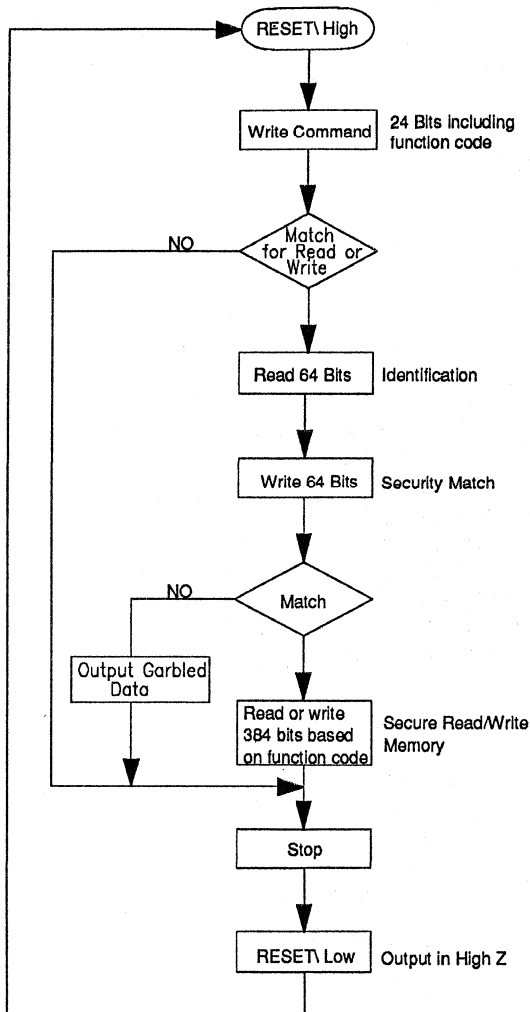 RESET\ High
Write Command
24 Bits including
function code
NO
Match
for Read or
Write
Read 64 Bits
Identification
Write 64 Bits
Security Match
NO
Match
Output Garbled
Data
Read or write
384 bits based
on function code
Secure Read/Write
Memory
Stop
RESET\ Low
Output in High Z